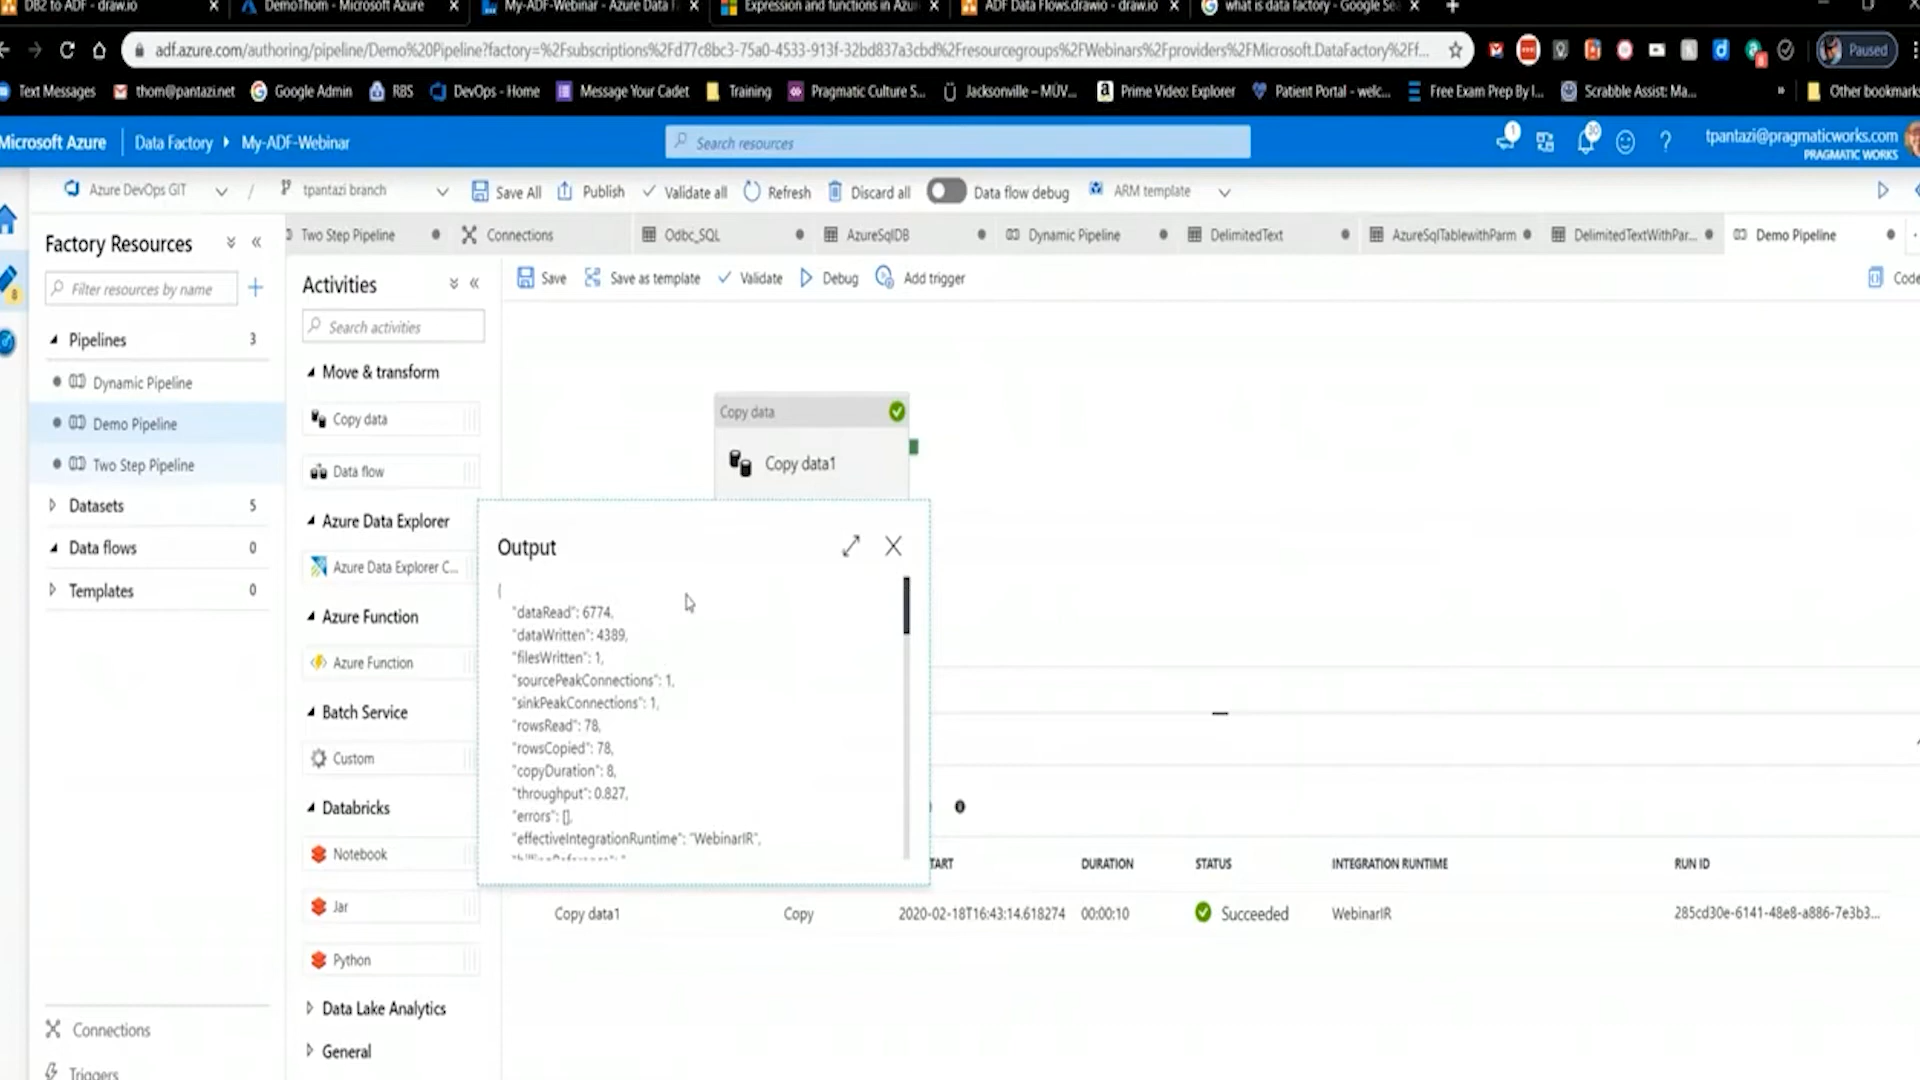 DB2 to ADF - draw.io
DemoThom - Microsoft Azure
My-ADF-Webinar - Azure Data F
Expression and functions in Azu
ADF Data Flows.drawio - draw.io
what is data factory - Google Se
adf.azure.com/authoring/pipeline/Demo%20Pipeline?factory=%2Fsubscriptions%2Fd77c8bc3-75a0-4533-913f-32bd837a3cbd%2Fresourcegroups%2FWebinars%2Fproviders%2FMicrosoft.DataFactory%2Ff...
Paused
Text Messages
thom@pantazi.net
Google Admin
RBS
DevOps - Home
Message Your Cadet
Training
Pragmatic Culture S...
Jacksonville – MÜV...
Prime Video: Explorer
Patient Portal - welc...
Free Exam Prep By I...
Scrabble Assist: Ma...
»
Other bookmarks
Microsoft Azure
Data Factory
My-ADF-Webinar
Search resources
1
30
?
tpantazi@pragmaticworks.com
PRAGMATIC WORKS
Azure DevOps GIT
/
tpantazi branch
Save All
Publish
Validate all
Refresh
Discard all
Data flow debug
ARM template
Factory Resources
Two Step Pipeline
Connections
Odbc_SQL
AzureSqlDB
Dynamic Pipeline
DelimitedText
AzureSqlTablewithParm
DelimitedTextWithPar...
Demo Pipeline
Filter resources by name
Activities
Save
Save as template
Validate
Debug
Add trigger
Code
Search activities
Pipelines 3
Dynamic Pipeline
Demo Pipeline
Two Step Pipeline
Datasets 5
Data flows 0
Templates 0
Connections
Triggers
Move & transform
Copy data
Data flow
Azure Data Explorer
Azure Data Explorer C...
Azure Function
Azure Function
Batch Service
Custom
Databricks
Notebook
Jar
Python
Data Lake Analytics
General
Copy data
Copy data1
Output
{
"dataRead": 6774,
"dataWritten": 4389,
"filesWritten": 1,
"sourcePeakConnections": 1,
"sinkPeakConnections": 1,
"rowsRead": 78,
"rowsCopied": 78,
"copyDuration": 8,
"throughput": 0.827,
"errors": [],
"effectiveIntegrationRuntime": "WebinarIR",
TART
DURATION
STATUS
INTEGRATION RUNTIME
RUN ID
Copy data1
Copy
2020-02-18T16:43:14.618274
00:00:10
Succeeded
WebinarIR
285cd30e-6141-48e8-a886-7e3b3...